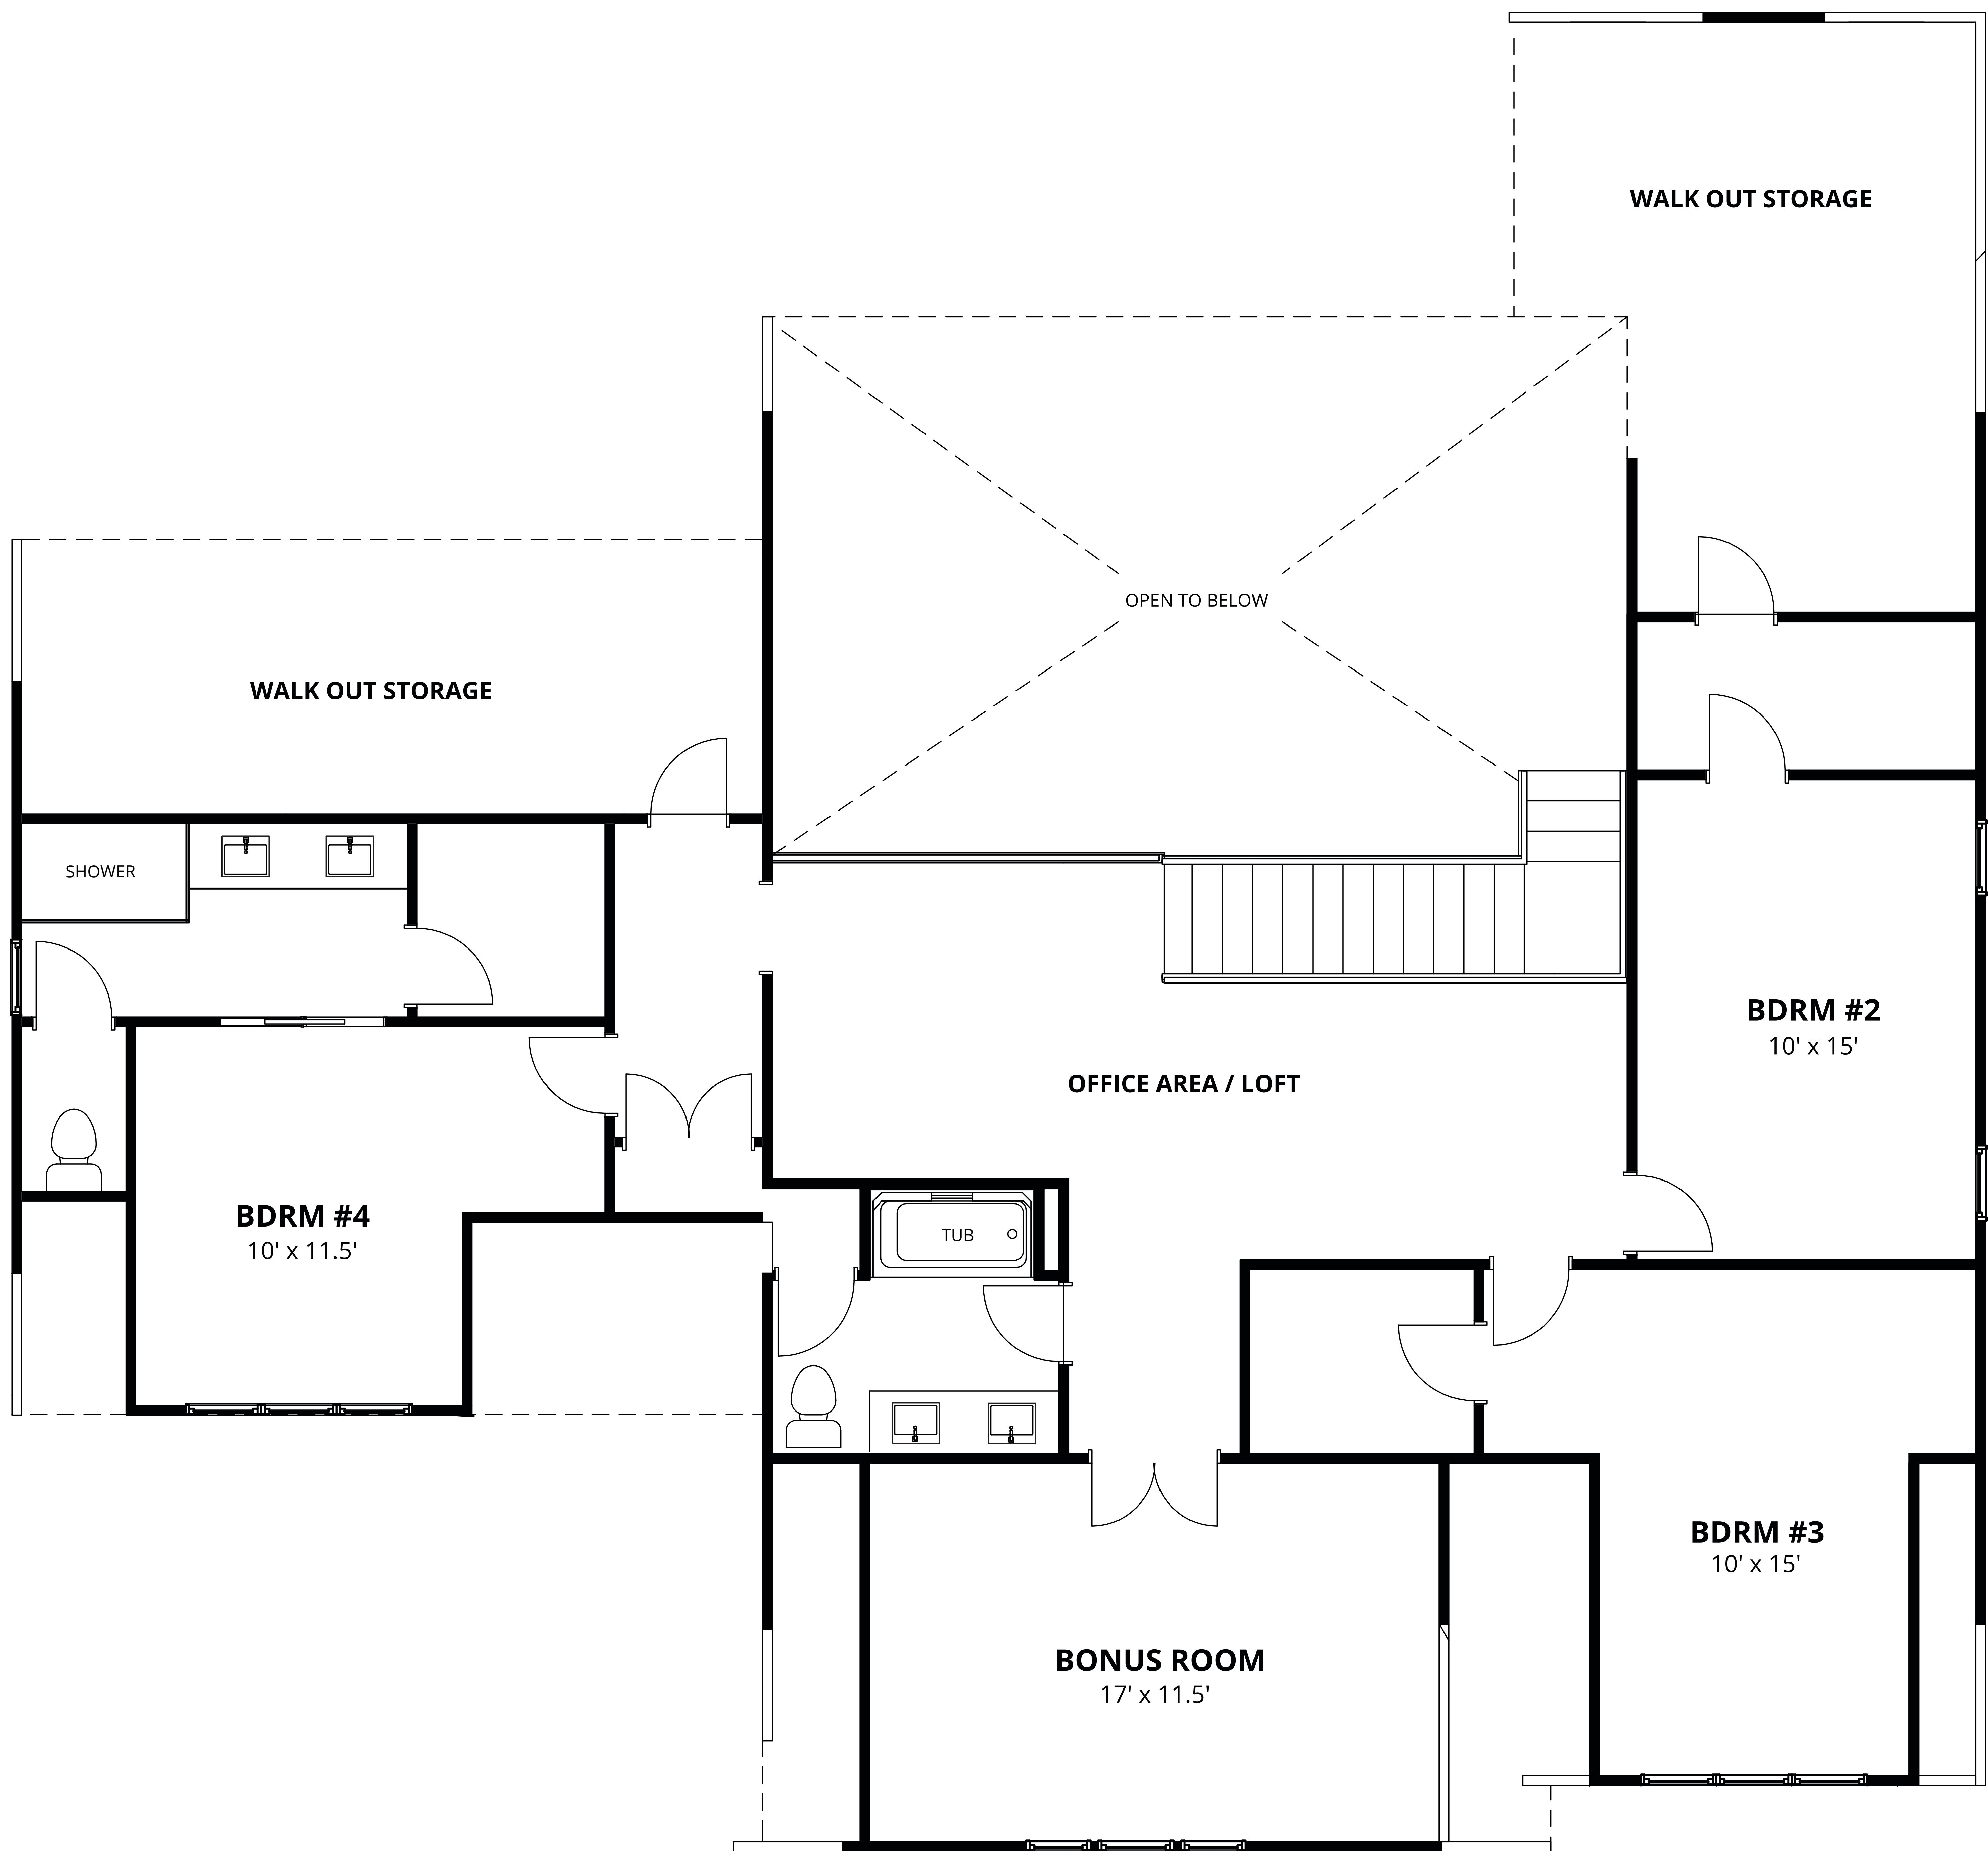 WALK OUT STORAGE
OPEN TO BELOW
WALK OUT STORAGE
SHOWER
BDRM #2
10' x 15'
OFFICE AREA / LOFT
BDRM #4
10' x 11.5'
TUB
BDRM #3
10' x 15'
BONUS ROOM
17' x 11.5'